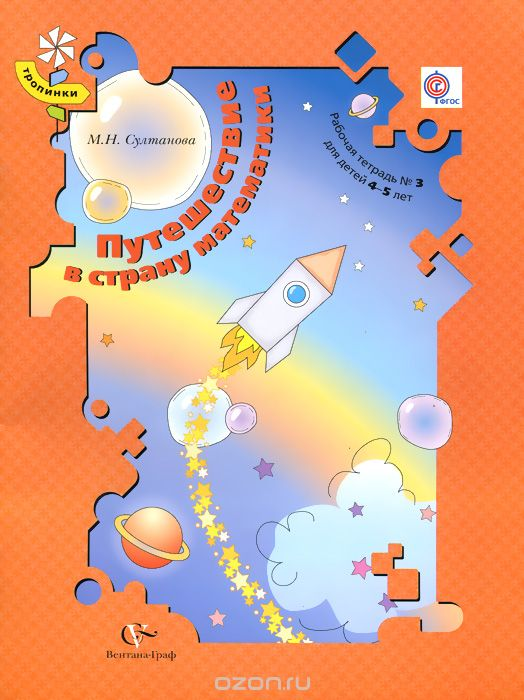 тропинки
М.Н. Султанова
Путешествие
в страну математики
ФГОС
Рабочая тетрадь № 3
для детей 4–5 лет
Вентана-Граф
ozon.ru